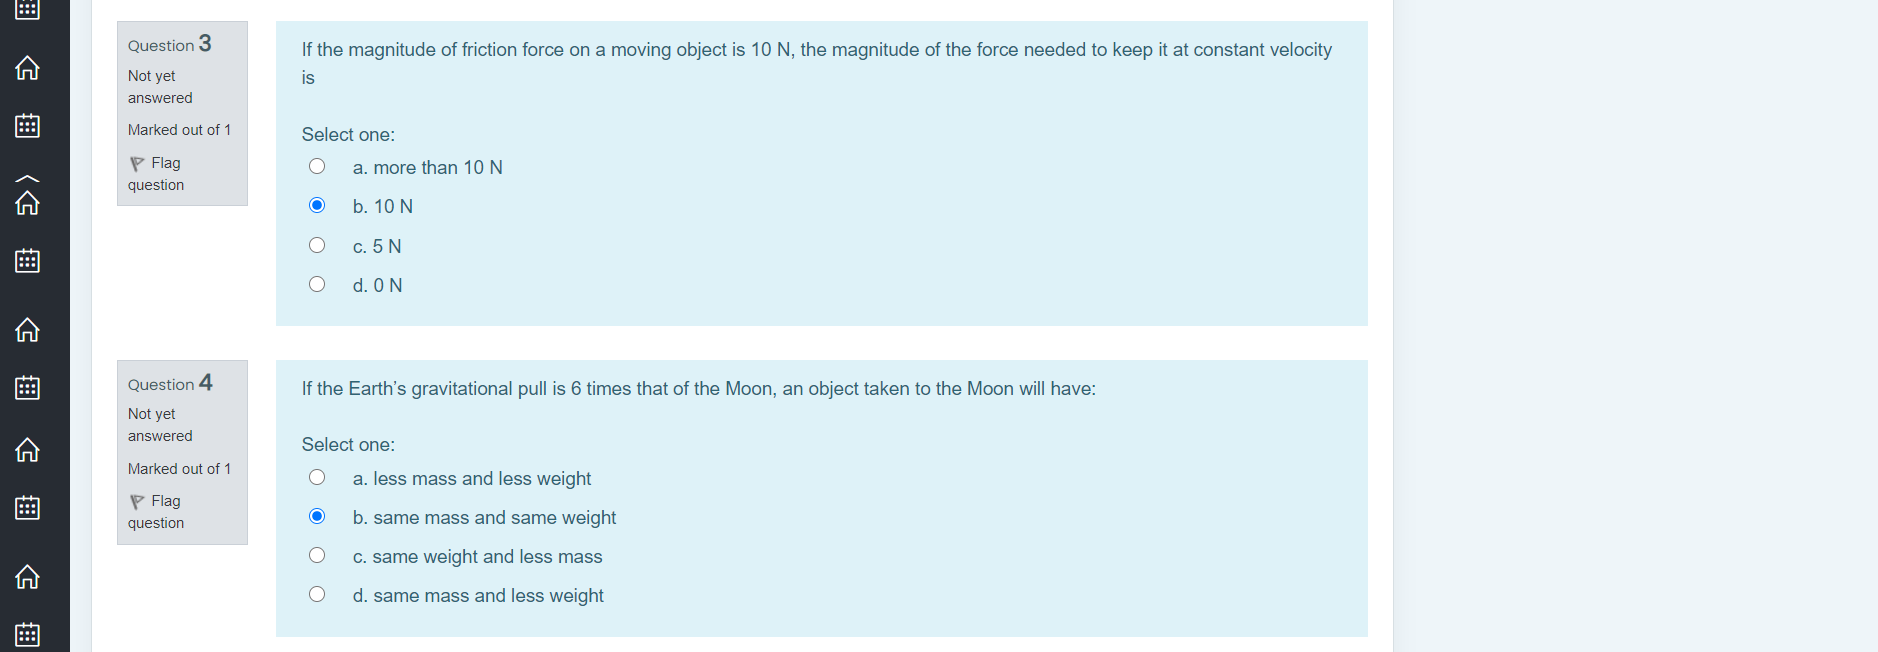 Question 3
Not yet
answered
Marked out of 1
Flag
question
If the magnitude of friction force on a moving object is 10 N, the magnitude of the force needed to keep it at constant velocity
is
Select one:
a. more than 10 N
b. 10 N
c. 5 N
d. 0 N
Question 4
Not yet
answered
Marked out of 1
Flag
question
If the Earth’s gravitational pull is 6 times that of the Moon, an object taken to the Moon will have:
Select one:
a. less mass and less weight
b. same mass and same weight
c. same weight and less mass
d. same mass and less weight